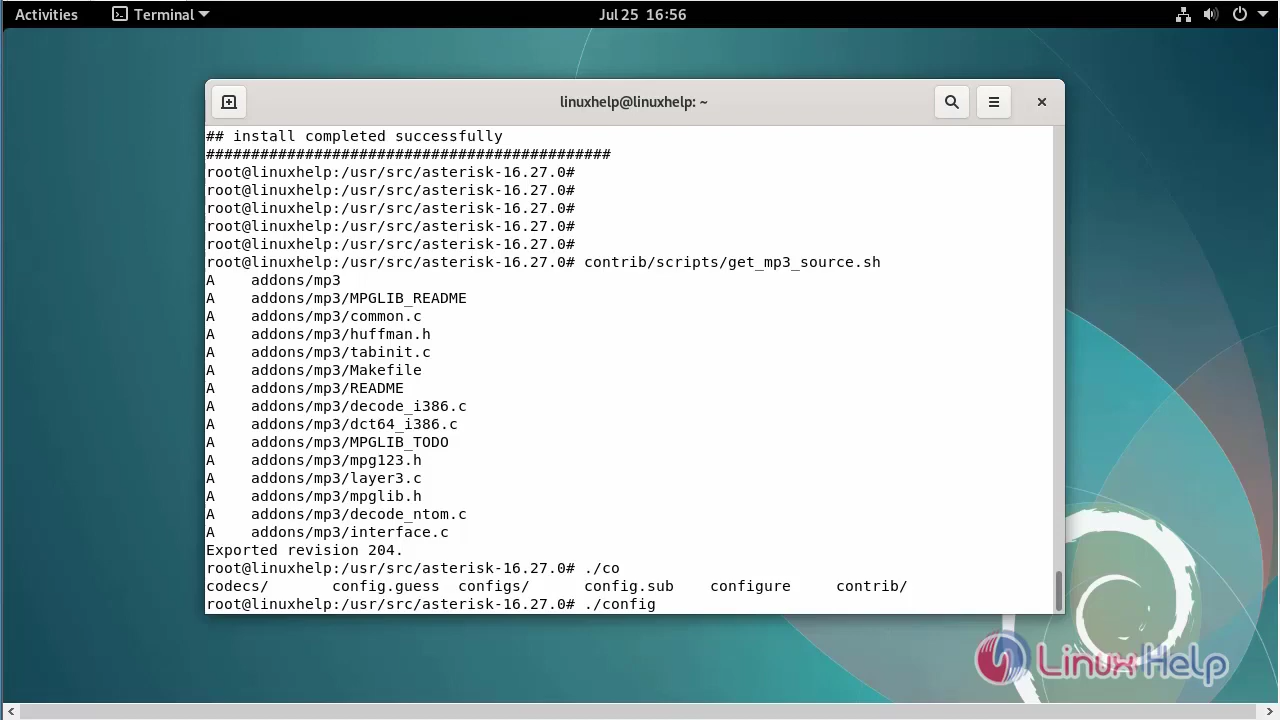 Activities Terminal Jul 25 16:56
linuxhelp@linuxhelp: ~
## install completed successfully
#############################################
root@linuxhelp:/usr/src/asterisk-16.27.0#
root@linuxhelp:/usr/src/asterisk-16.27.0#
root@linuxhelp:/usr/src/asterisk-16.27.0#
root@linuxhelp:/usr/src/asterisk-16.27.0#
root@linuxhelp:/usr/src/asterisk-16.27.0#
root@linuxhelp:/usr/src/asterisk-16.27.0# contrib/scripts/get_mp3_source.sh
A    addons/mp3
A    addons/mp3/MPGLIB_README
A    addons/mp3/common.c
A    addons/mp3/huffman.h
A    addons/mp3/tabinit.c
A    addons/mp3/Makefile
A    addons/mp3/README
A    addons/mp3/decode_i386.c
A    addons/mp3/dct64_i386.c
A    addons/mp3/MPGLIB_TODO
A    addons/mp3/mpg123.h
A    addons/mp3/layer3.c
A    addons/mp3/mpglib.h
A    addons/mp3/decode_ntom.c
A    addons/mp3/interface.c
Exported revision 204.
root@linuxhelp:/usr/src/asterisk-16.27.0# ./co
codecs/       config.guess  configs/      config.sub    configure     contrib/
root@linuxhelp:/usr/src/asterisk-16.27.0# ./config
Linux Help